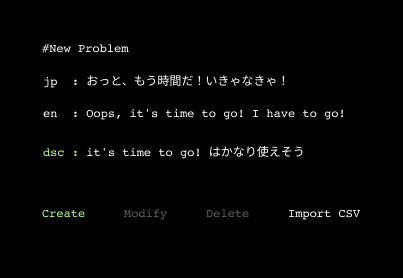 #New Problem
jp : おっと、もう時間だ！いきゃなきゃ！
en : Oops, it's time to go! I have to go!
dsc : it's time to go! はかなり使えそう
Create Modify Delete Import CSV